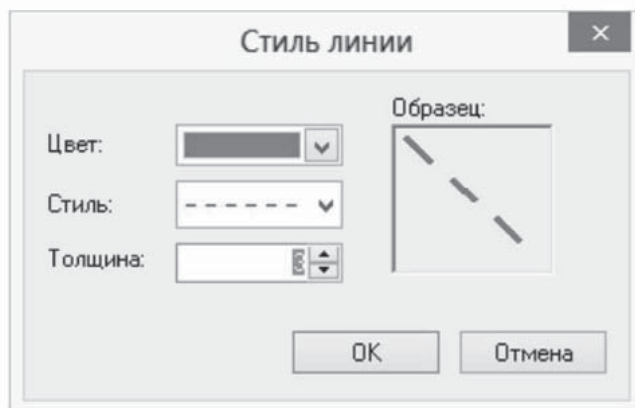 Стиль линии
Образец:
Цвет:
Стиль:
Толщина:
OK
Отмена